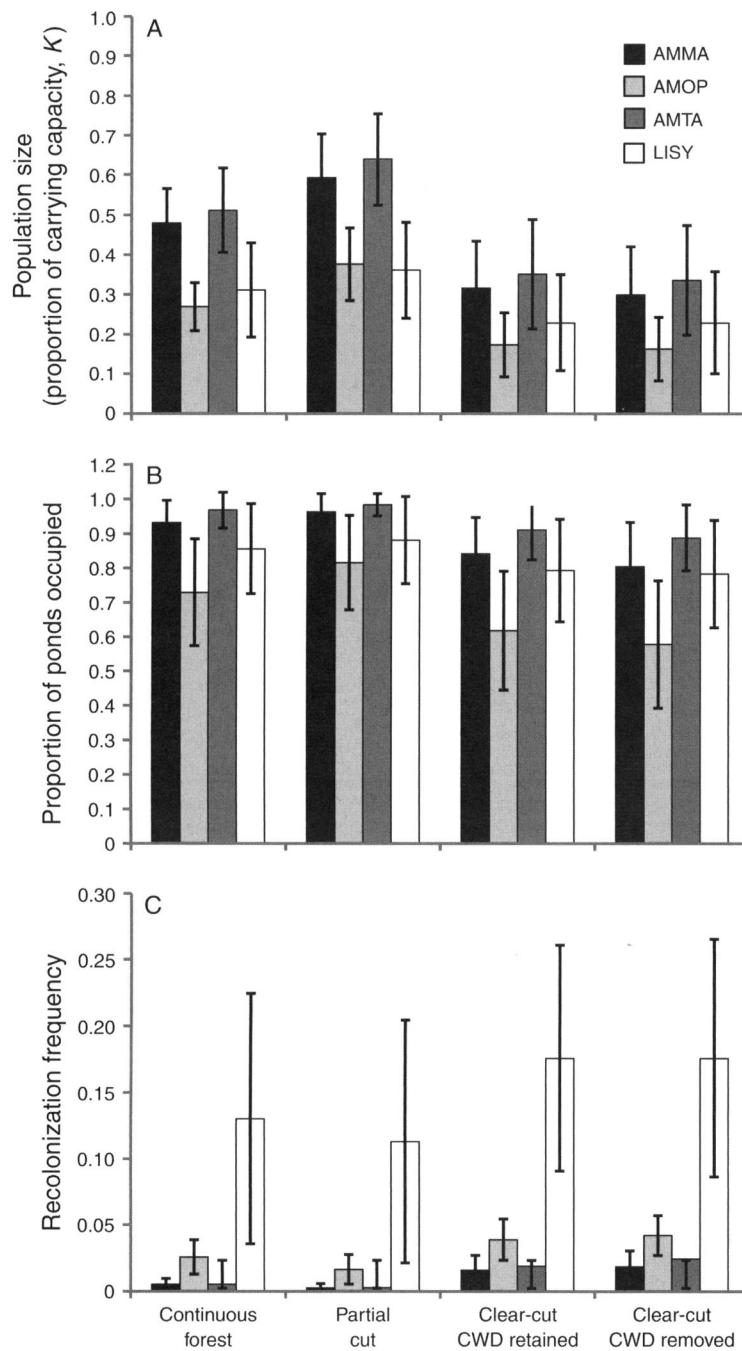 A
Population size
(proportion of carrying capacity, K)
1.0
0.9
0.8
0.7
0.6
0.5
0.4
0.3
0.2
0.1
0
AMMA
AMOP
AMTA
LISY
B
Proportion of ponds occupied
1.2
1.0
0.9
0.8
0.7
0.6
0.5
0.4
0.3
0.2
0.1
0
C
Recolonization frequency
0.30
0.25
0.20
0.15
0.10
0.05
0
Continuous
forest
Partial
cut
Clear-cut
CWD retained
Clear-cut
CWD removed